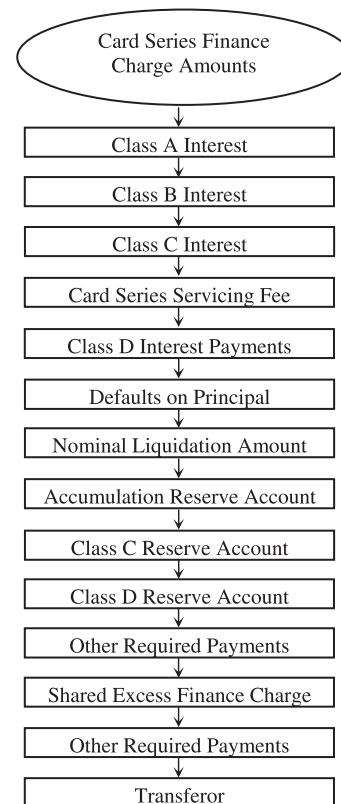 Card Series Finance
Charge Amounts
Class A Interest
Class B Interest
Class C Interest
Card Series Servicing Fee
Class D Interest Payments
Defaults on Principal
Nominal Liquidation Amount
Accumulation Reserve Account
Class C Reserve Account
Class D Reserve Account
Other Required Payments
Shared Excess Finance Charge
Other Required Payments
Transferor